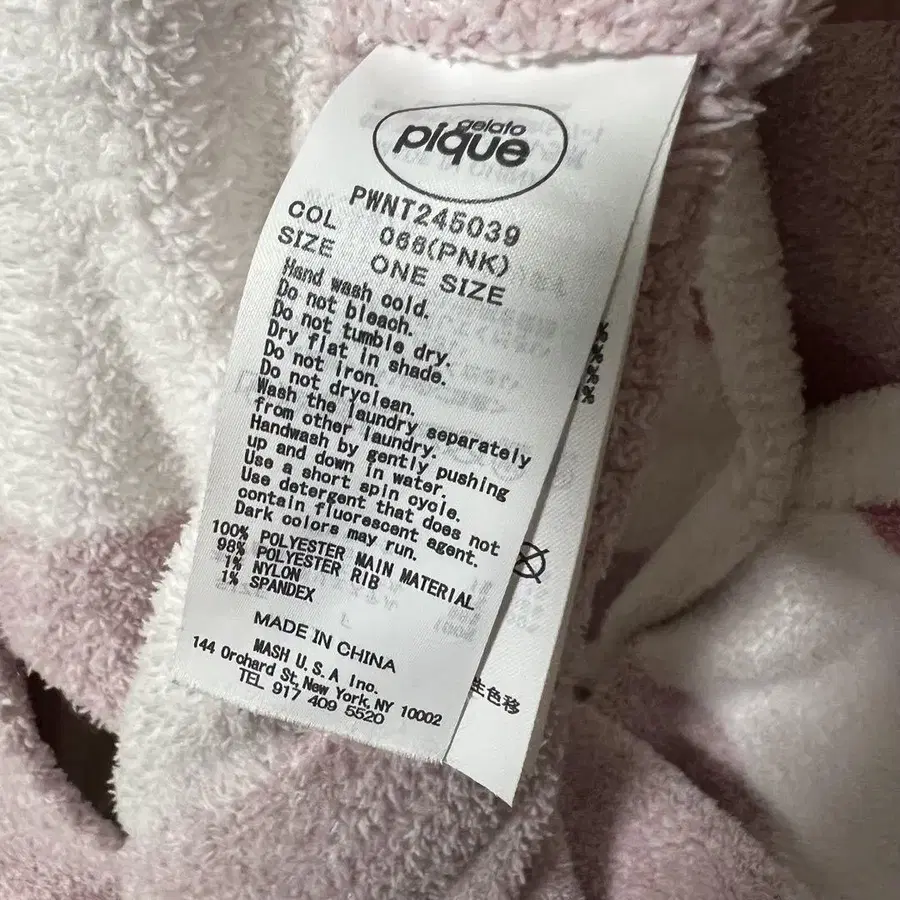 gelato
pique
PWNT245039
COL 066(PNK)
SIZE ONE SIZE
Hand wash cold.
Do not bleach.
Do not tumble dry.
Dry flat in shade.
Do not iron.
Do not dryclean.
Wash the laundry separately
from other laundry.
Handwash by gently pushing
up and down in water.
Use a short spin cycle.
Use detergent that does not
contain fluorescent agent.
Dark colors may run.
100% POLYESTER MAIN MATERIAL
98% POLYESTER RIB
1% NYLON
1% SPANDEX
MADE IN CHINA
MASH U.S.A Inc.
144 Orchard St, New York, NY 10002
TEL 917 409 5520
%
%
%
%
色移